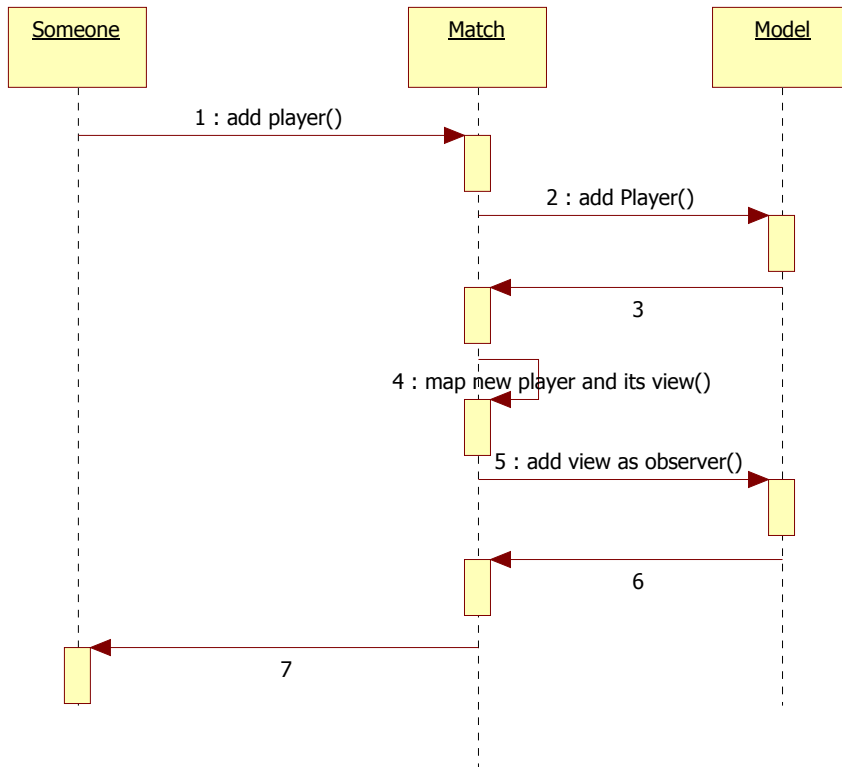 Someone
Match
Model
1 : add player()
2 : add Player()
3
4 : map new player and its view()
5 : add view as observer()
6
7